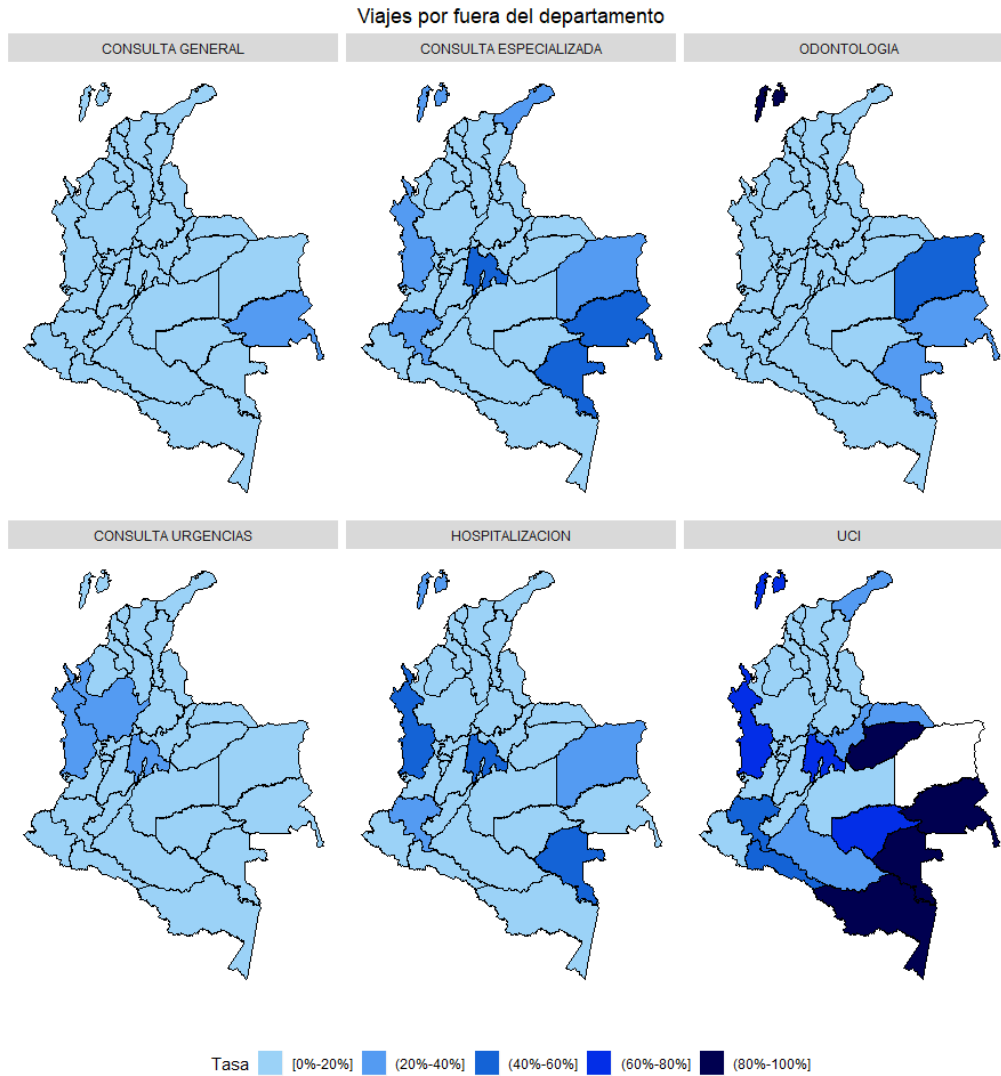 Viajes por fuera del departamento
CONSULTA GENERAL
CONSULTA ESPECIALIZADA
ODONTOLOGIA
CONSULTA URGENCIAS
HOSPITALIZACION
UCI
Tasa [0%-20%] (20%-40%] (40%-60%] (60%-80%] (80%-100%]